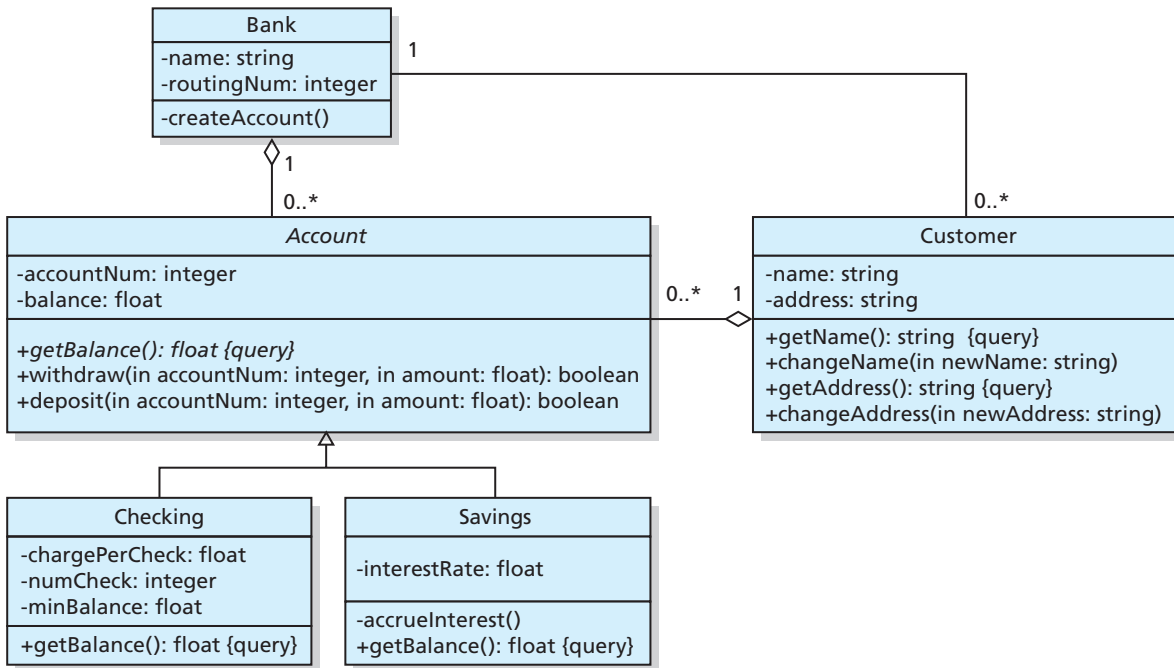 Bank
-name: string
-routingNum: integer
-createAccount()
1
1
0..*
0..*
Account
-accountNum: integer
-balance: float
+getBalance(): float {query}
+withdraw(in accountNum: integer, in amount: float): boolean
+deposit(in accountNum: integer, in amount: float): boolean
0..*
1
Customer
-name: string
-address: string
+getName(): string {query}
+changeName(in newName: string)
+getAddress(): string {query}
+changeAddress(in newAddress: string)
Checking
-chargePerCheck: float
-numCheck: integer
-minBalance: float
+getBalance(): float {query}
Savings
-interestRate: float
-accrueInterest()
+getBalance(): float {query}